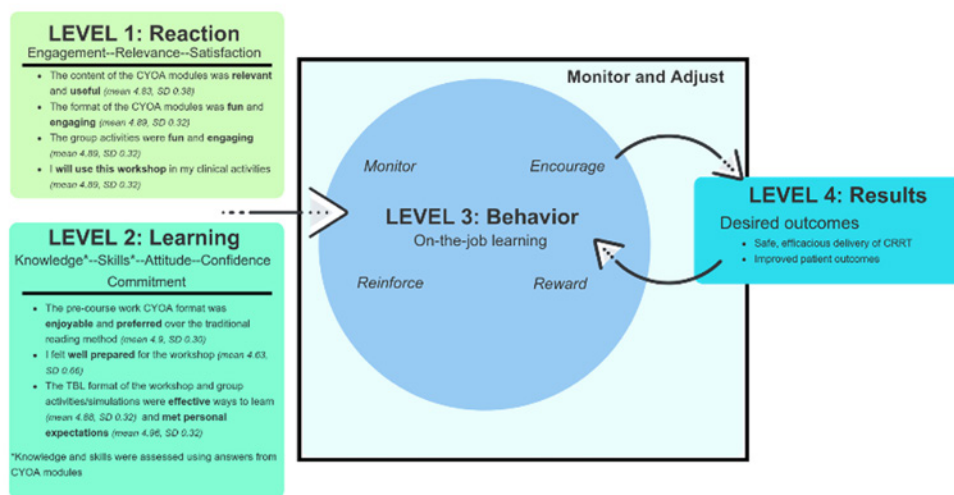 LEVEL 1: Reaction
Engagement--Relevance--Satisfaction
• The content of the CYOA modules was relevant
and useful (mean 4.83, SD 0.38)
• The format of the CYOA modules was fun and
engaging (mean 4.89, SD 0.32)
• The group activities were fun and engaging
(mean 4.89, SD 0.32)
• I will use this workshop in my clinical activities
(mean 4.89, SD 0.32)
LEVEL 2: Learning
Knowledge*--Skills*--Attitude--Confidence
Commitment
• The pre-course work CYOA format was
enjoyable and preferred over the traditional
reading method (mean 4.9, SD 0.30)
• I felt well prepared for the workshop (mean 4.63,
SD 0.66)
• The TBL format of the workshop and group
activities/simulations were effective ways to learn
(mean 4.88, SD 0.32) and met personal
expectations (mean 4.96, SD 0.32)
*Knowledge and skills were assessed using answers from
CYOA modules
Monitor and Adjust
Monitor
Encourage
LEVEL 3: Behavior
On-the-job learning
Reinforce
Reward
LEVEL 4: Results
Desired outcomes
• Safe, efficacious delivery of CRRT
• Improved patient outcomes